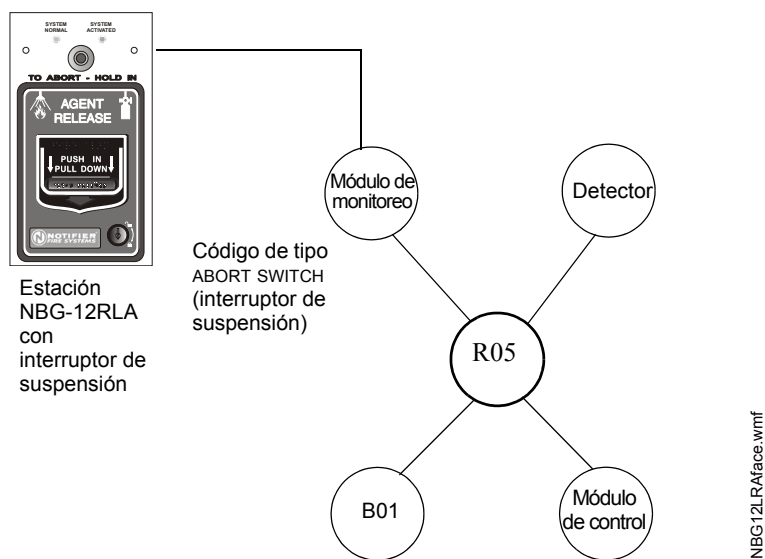 SYSTEM NORMAL
SYSTEM ACTIVATED
TO ABORT - HOLD IN
AGENT
RELEASE
PUSH IN
PULL DOWN
NOTIFIER
FIRE SYSTEMS
Estación
NBG-12RLA
con
interruptor de
suspensión
Código de tipo
ABORT SWITCH
(interruptor de
suspensión)
Módulo de
monitoreo
Detector
R05
B01
Módulo
de control
NBG12LRAface.wmf